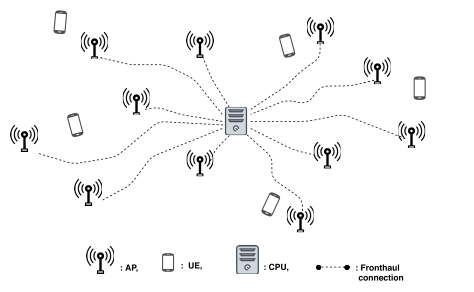 : AP,
: UE,
: CPU,
: Fronthaul
connection